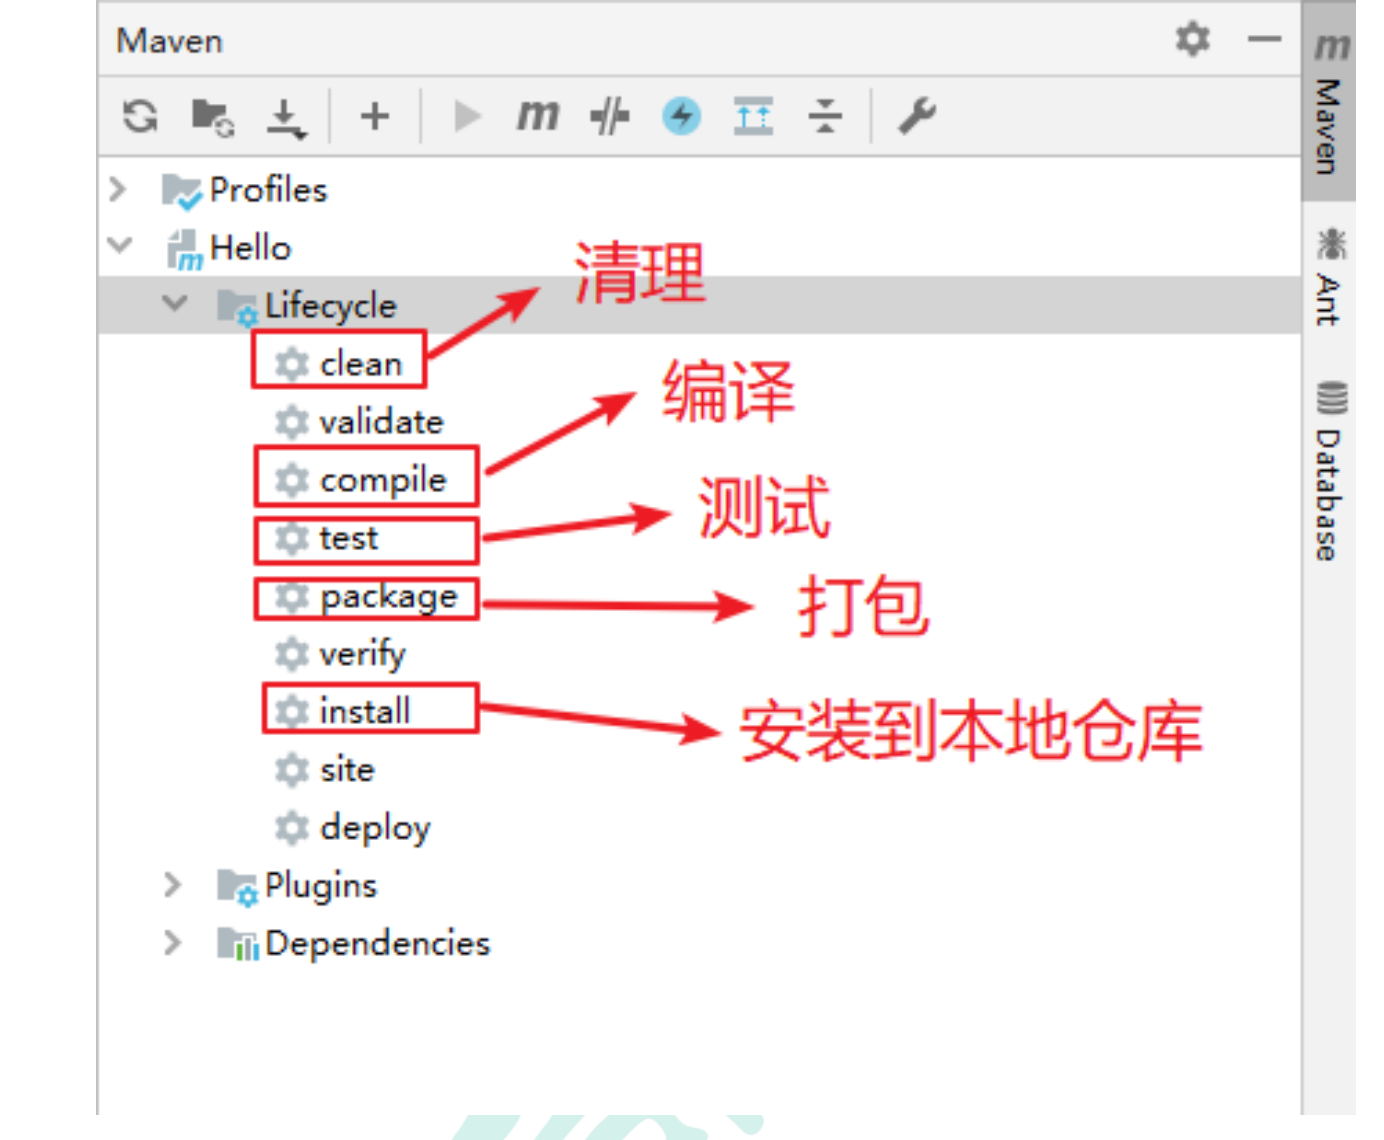 Maven
m
Profiles
Hello
清理
Lifecycle
clean
编译
validate
compile
测试
test
打包
package
verify
安装到本地仓库
install
site
deploy
Plugins
Dependencies
m Maven
Ant
Database